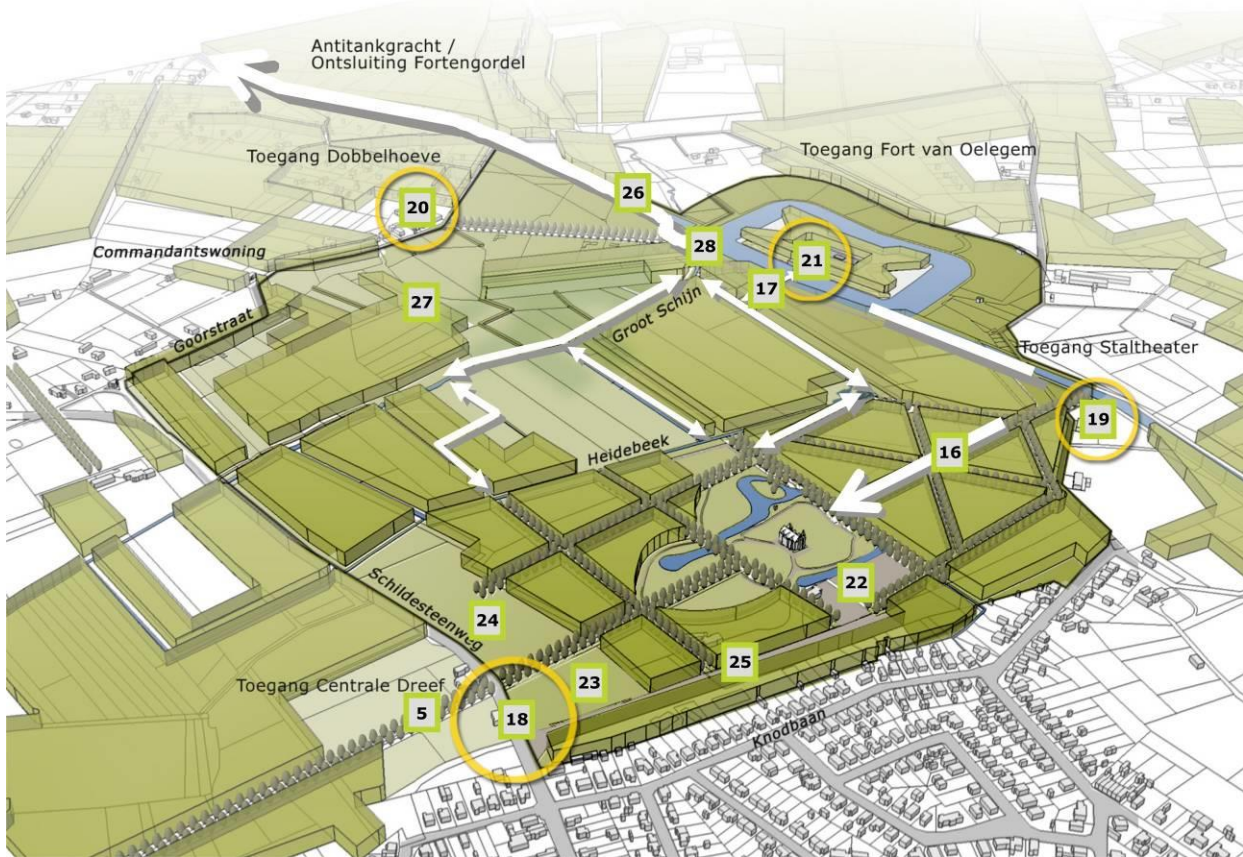 Antitankgracht /
Ontsluiting Fortengordel
Toegang Dobbelhoeve
Toegang Fort van Oelegem
26
20
28
21
Commandantswoning
17
27
Groot Schijn
Goorstraat
Toegang Staltheater
19
16
Heidebeek
22
Schildesteenweg
24
25
Toegang Centrale Dreef
23
5
18
Knodbaan